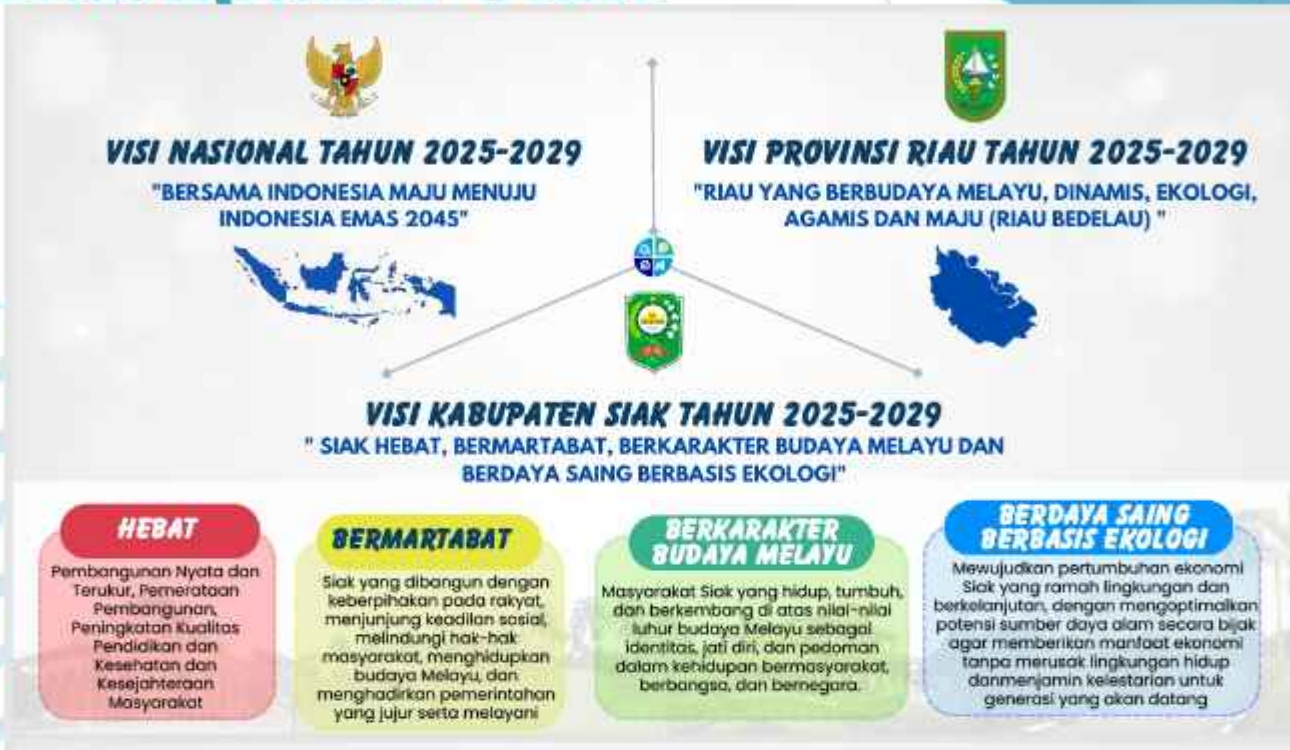 VISI NASIONAL TAHUN 2025-2029
"BERSAMA INDONESIA MAJU MENUJU
INDONESIA EMAS 2045"
VISI PROVINSI RIAU TAHUN 2025-2029
"RIAU YANG BERBUDAYA MELAYU, DINAMIS, EKOLOGI,
AGAMIS DAN MAJU (RIAU BEDELAU) "
VISI KABUPATEN SIAK TAHUN 2025-2029
" SIAK HEBAT, BERMARTABAT, BERKARAKTER BUDAYA MELAYU DAN
BERDAYA SAING BERBASIS EKOLOGI"
HEBAT
Pembangunan Nyata dan
Terukur, Pemerataan
Pembangunan,
Peningkatan Kualitas
Pendidikan dan
Kesehatan dan
Kesejahteraan
Masyarakat
BERMARTABAT
Siak yang dibangun dengan
keberpihakan pada rakyat,
menjunjung keadilan sosial,
melindungi hak-hak
masyarakat, menghidupkan
budaya Melayu, dan
menghadirkan pemerintahan
yang jujur serta melayani
BERKARAKTER
BUDAYA MELAYU
Masyarakat Siak yang hidup, tumbuh,
dan berkembang di atas nilai-nilai
luhur budaya Melayu sebagai
identitas, jati diri, dan pedoman
dalam kehidupan bermasyarakat,
berbangsa, dan bernegara.
BERDAYA SAING
BERBASIS EKOLOGI
Mewujudkan pertumbuhan ekonomi
Siak yang ramah lingkungan dan
berkelanjutan, dengan mengoptimalkan
potensi sumber daya alam secara bijak
agar memberikan manfaat ekonomi
tanpa merusak lingkungan hidup
danmenjamin kelestarian untuk
generasi yang akan datang